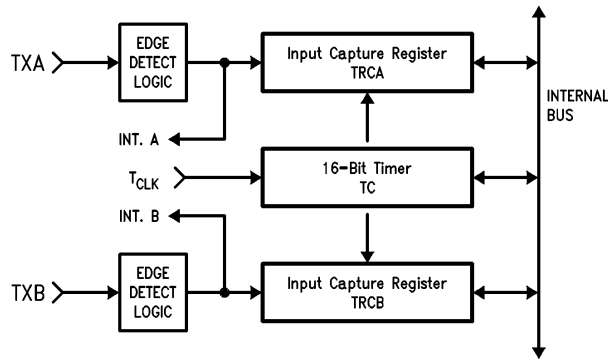 TXA
EDGE
DETECT
LOGIC
Input Capture Register
TRCA
INTERNAL
BUS
INT. A
TCLK
16-Bit Timer
TC
INT. B
TXB
EDGE
DETECT
LOGIC
Input Capture Register
TRCB